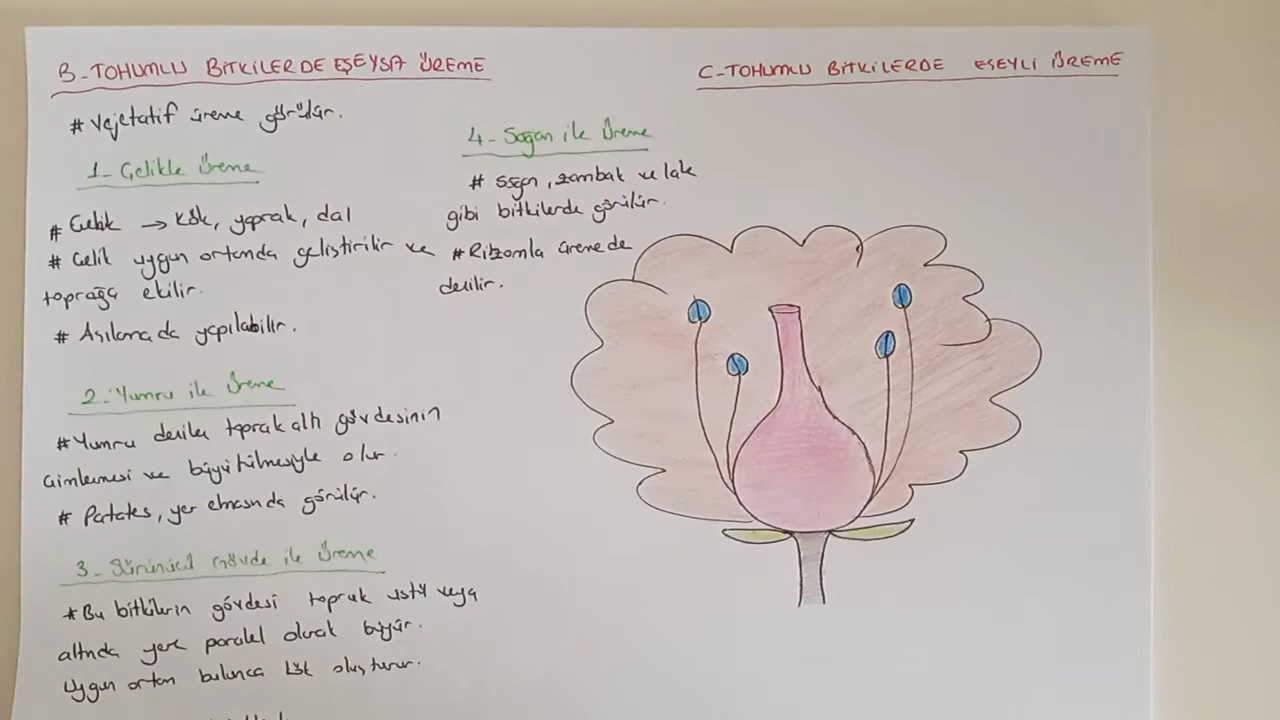 B-TOHUMLU BİTKİLERDE EŞEYSİZ ÜREME
# Vejetatif üreme görülür.
1- Çelikle Üreme
# Çelik → Kök, yaprak, dal
# Çelik uygun ortamda geliştirilir ve
toprağa ekilir.
# Aşılama da yapılabilir.
2- Yumru ile Üreme
# Yumru denilen toprak altı gövdesinin
çimlenmesi ve büyütülmesiyle olur.
# Patates, yer elmasında görülür.
3- Sürünücü Gövde ile Üreme
# Bu bitkilerin gövdesi toprak üstü veya
altında yere paralel olarak büyür.
Uygun ortam bulunca kök oluşturur.
4- Soğan ile Üreme
# Soğan, zambak ve lale
gibi bitkilerde görülür.
# Rizomla üreme de
denilir.
C-TOHUMLU BİTKİLERDE EŞEYLİ ÜREME